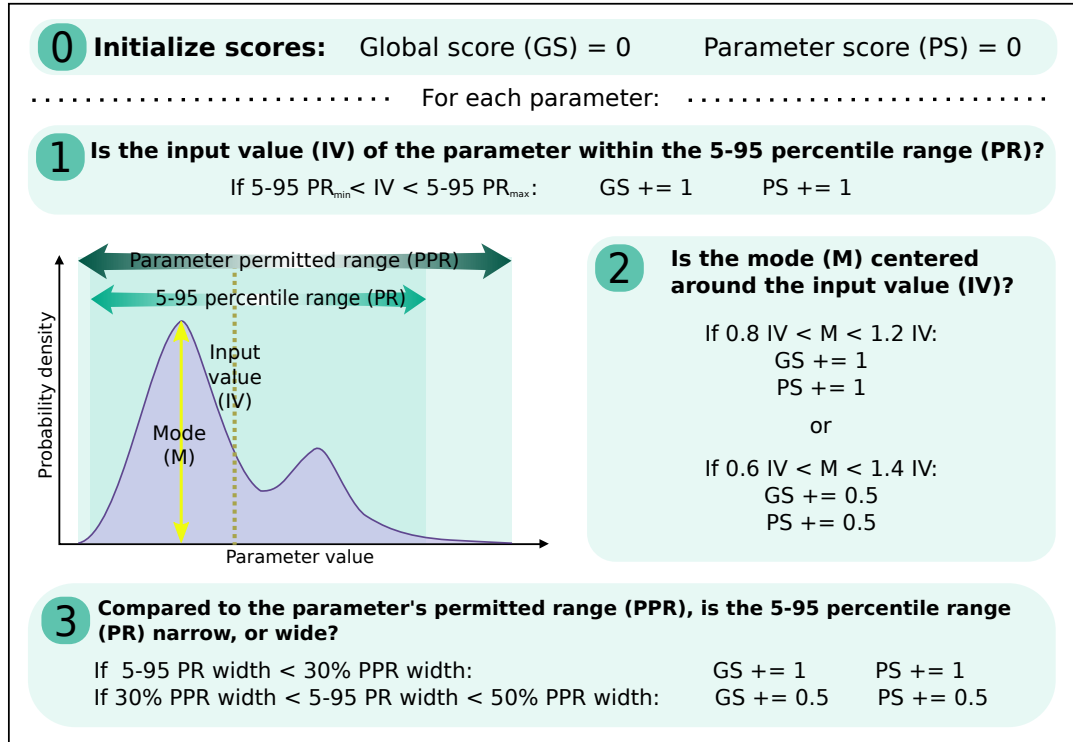 0 Initialize scores: Global score (GS) = 0 Parameter score (PS) = 0
For each parameter:
1 Is the input value (IV) of the parameter within the 5-95 percentile range (PR)?
If 5-95 PRmin< IV < 5-95 PRmax: GS += 1 PS += 1
Parameter permitted range (PPR)
5-95 percentile range (PR)
Input
value
(IV)
Mode
(M)
Probability density
Parameter value
2 Is the mode (M) centered
around the input value (IV)?
If 0.8 IV < M < 1.2 IV:
GS += 1
PS += 1
or
If 0.6 IV < M < 1.4 IV:
GS += 0.5
PS += 0.5
3 Compared to the parameter's permitted range (PPR), is the 5-95 percentile range
(PR) narrow, or wide?
If 5-95 PR width < 30% PPR width: GS += 1 PS += 1
If 30% PPR width < 5-95 PR width < 50% PPR width: GS += 0.5 PS += 0.5